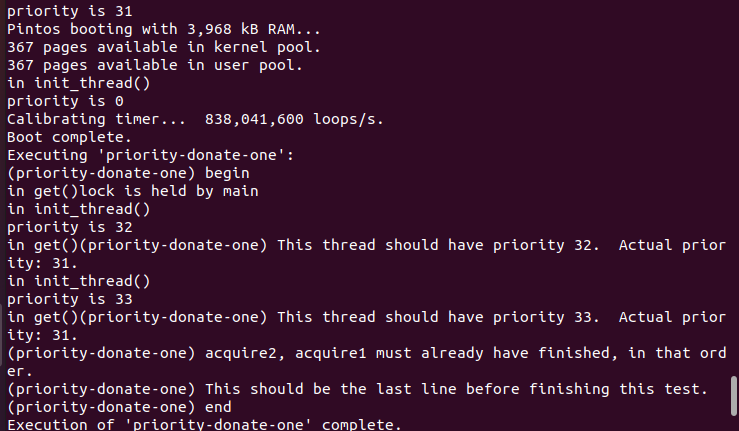 priority is 31
Pintos booting with 3,968 kB RAM...
367 pages available in kernel pool.
367 pages available in user pool.
in init_thread()
priority is 0
Calibrating timer...  838,041,600 loops/s.
Boot complete.
Executing 'priority-donate-one':
(priority-donate-one) begin
in get()lock is held by main
in init_thread()
priority is 32
in get()(priority-donate-one) This thread should have priority 32.  Actual prior
ity: 31.
in init_thread()
priority is 33
in get()(priority-donate-one) This thread should have priority 33.  Actual prior
ity: 31.
(priority-donate-one) acquire2, acquire1 must already have finished, in that ord
er.
(priority-donate-one) This should be the last line before finishing this test.
(priority-donate-one) end
Execution of 'priority-donate-one' complete.